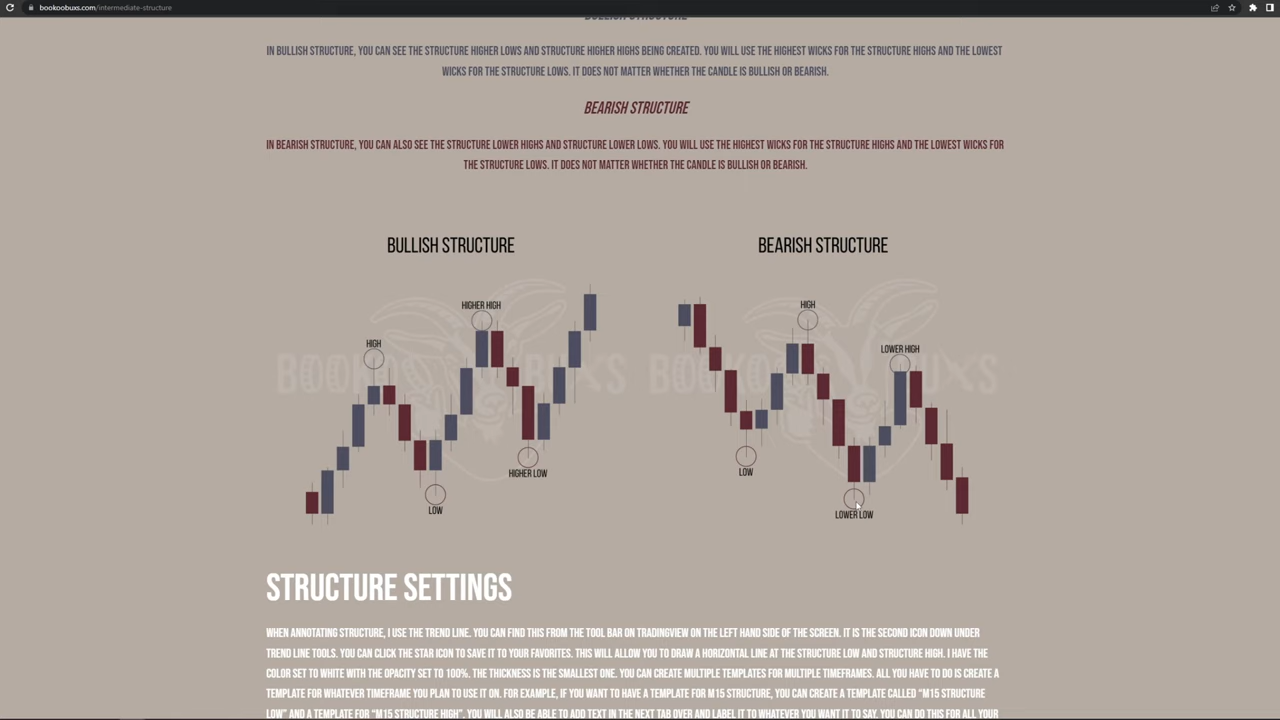 bookoobuxs.com/intermediate-structure
BULLISH STRUCTURE
IN BULLISH STRUCTURE, YOU CAN SEE THE STRUCTURE HIGHER LOWS AND STRUCTURE HIGHER HIGHS BEING CREATED. YOU WILL USE THE HIGHEST WICKS FOR THE STRUCTURE HIGHS AND THE LOWEST
WICKS FOR THE STRUCTURE LOWS. IT DOES NOT MATTER WHETHER THE CANDLE IS BULLISH OR BEARISH.
BEARISH STRUCTURE
IN BEARISH STRUCTURE, YOU CAN ALSO SEE THE STRUCTURE LOWER HIGHS AND STRUCTURE LOWER LOWS. YOU WILL USE THE HIGHEST WICKS FOR THE STRUCTURE HIGHS AND THE LOWEST WICKS FOR
THE STRUCTURE LOWS. IT DOES NOT MATTER WHETHER THE CANDLE IS BULLISH OR BEARISH.
BULLISH STRUCTURE
HIGHER HIGH
HIGH
HIGHER LOW
LOW
BEARISH STRUCTURE
HIGH
LOWER HIGH
LOW
LOWER LOW
STRUCTURE SETTINGS
WHEN ANNOTATING STRUCTURE, I USE THE TREND LINE. YOU CAN FIND THIS FROM THE TOOL BAR ON TRADINGVIEW ON THE LEFT HAND SIDE OF THE SCREEN. IT IS THE SECOND ICON DOWN UNDER
TREND LINE TOOLS. YOU CAN CLICK THE STAR ICON TO SAVE IT TO YOUR FAVORITES. THIS WILL ALLOW YOU TO DRAW A HORIZONTAL LINE AT THE STRUCTURE LOW AND STRUCTURE HIGH. I HAVE THE
COLOR SET TO WHITE WITH THE OPACITY SET TO 100%. THE THICKNESS IS THE SMALLEST ONE. YOU CAN CREATE MULTIPLE TEMPLATES FOR MULTIPLE TIMEFRAMES. ALL YOU HAVE TO DO IS CREATE A
TEMPLATE FOR WHATEVER TIMEFRAME YOU PLAN TO USE IT ON. FOR EXAMPLE, IF YOU WANT TO HAVE A TEMPLATE FOR M15 STRUCTURE, YOU CAN CREATE A TEMPLATE CALLED "M15 STRUCTURE
LOW" AND A TEMPLATE FOR "M15 STRUCTURE HIGH". YOU WILL ALSO BE ABLE TO ADD TEXT IN THE NEXT TAB OVER AND LABEL IT TO WHATEVER YOU WANT IT TO SAY. YOU CAN DO THIS FOR ALL YOUR